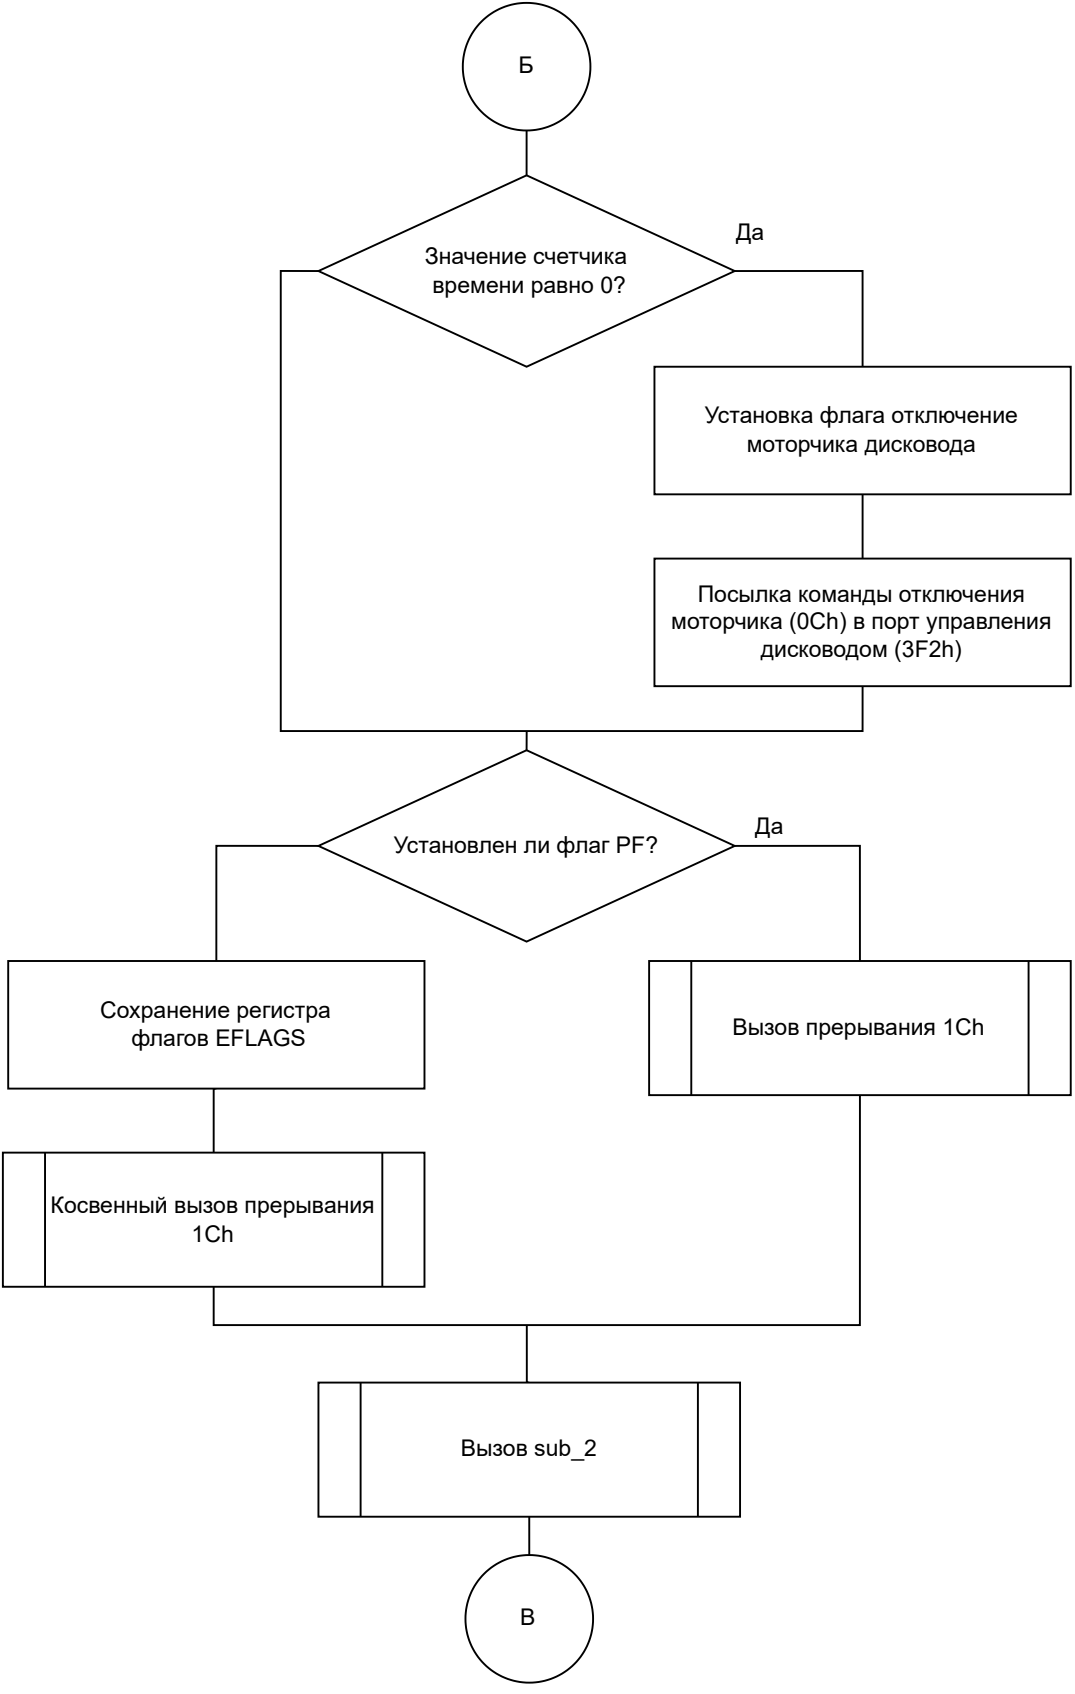 Б
Значение счетчика
времени равно 0?
Да
Установка флага отключение
моторчика дисковода
Посылка команды отключения
моторчика (0Ch) в порт управления
дисководом (3F2h)
Установлен ли флаг PF?
Да
Сохранение регистра
флагов EFLAGS
Вызов прерывания 1Ch
Косвенный вызов прерывания
1Ch
Вызов sub_2
В